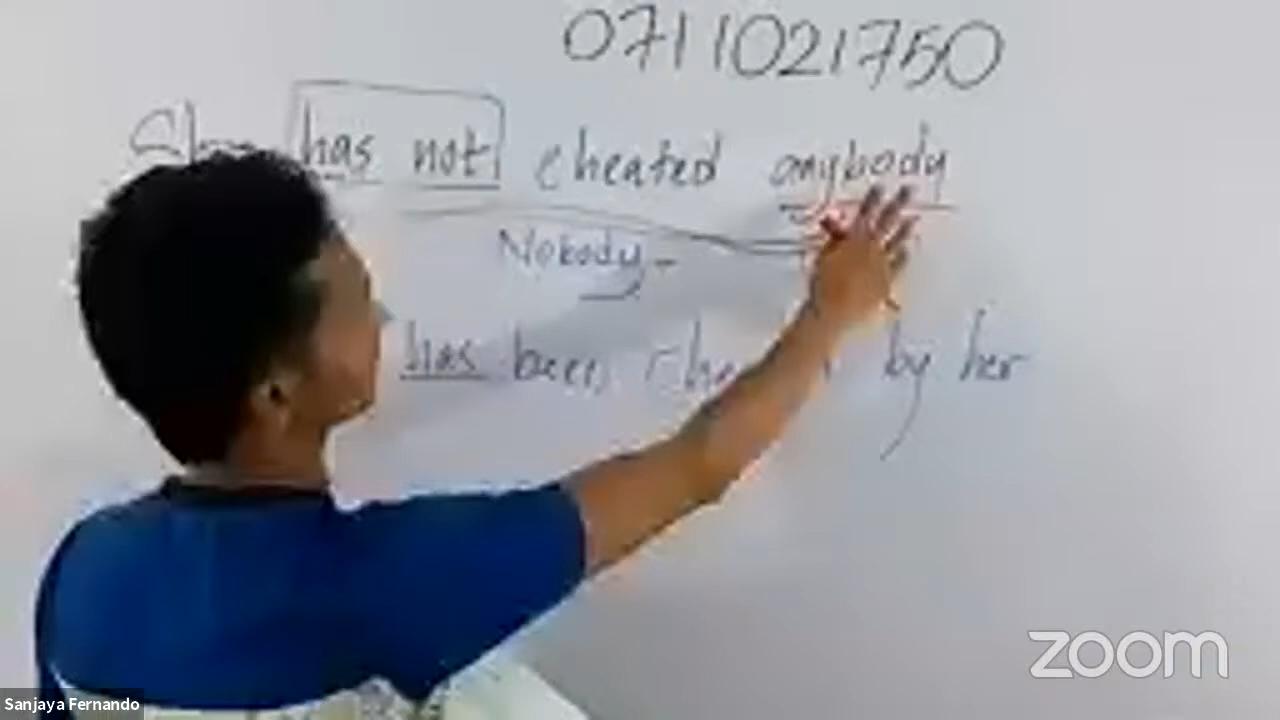 0711021750
has not cheated anybody
Nobody -
has been by her
zoom
Sanjaya Fernando